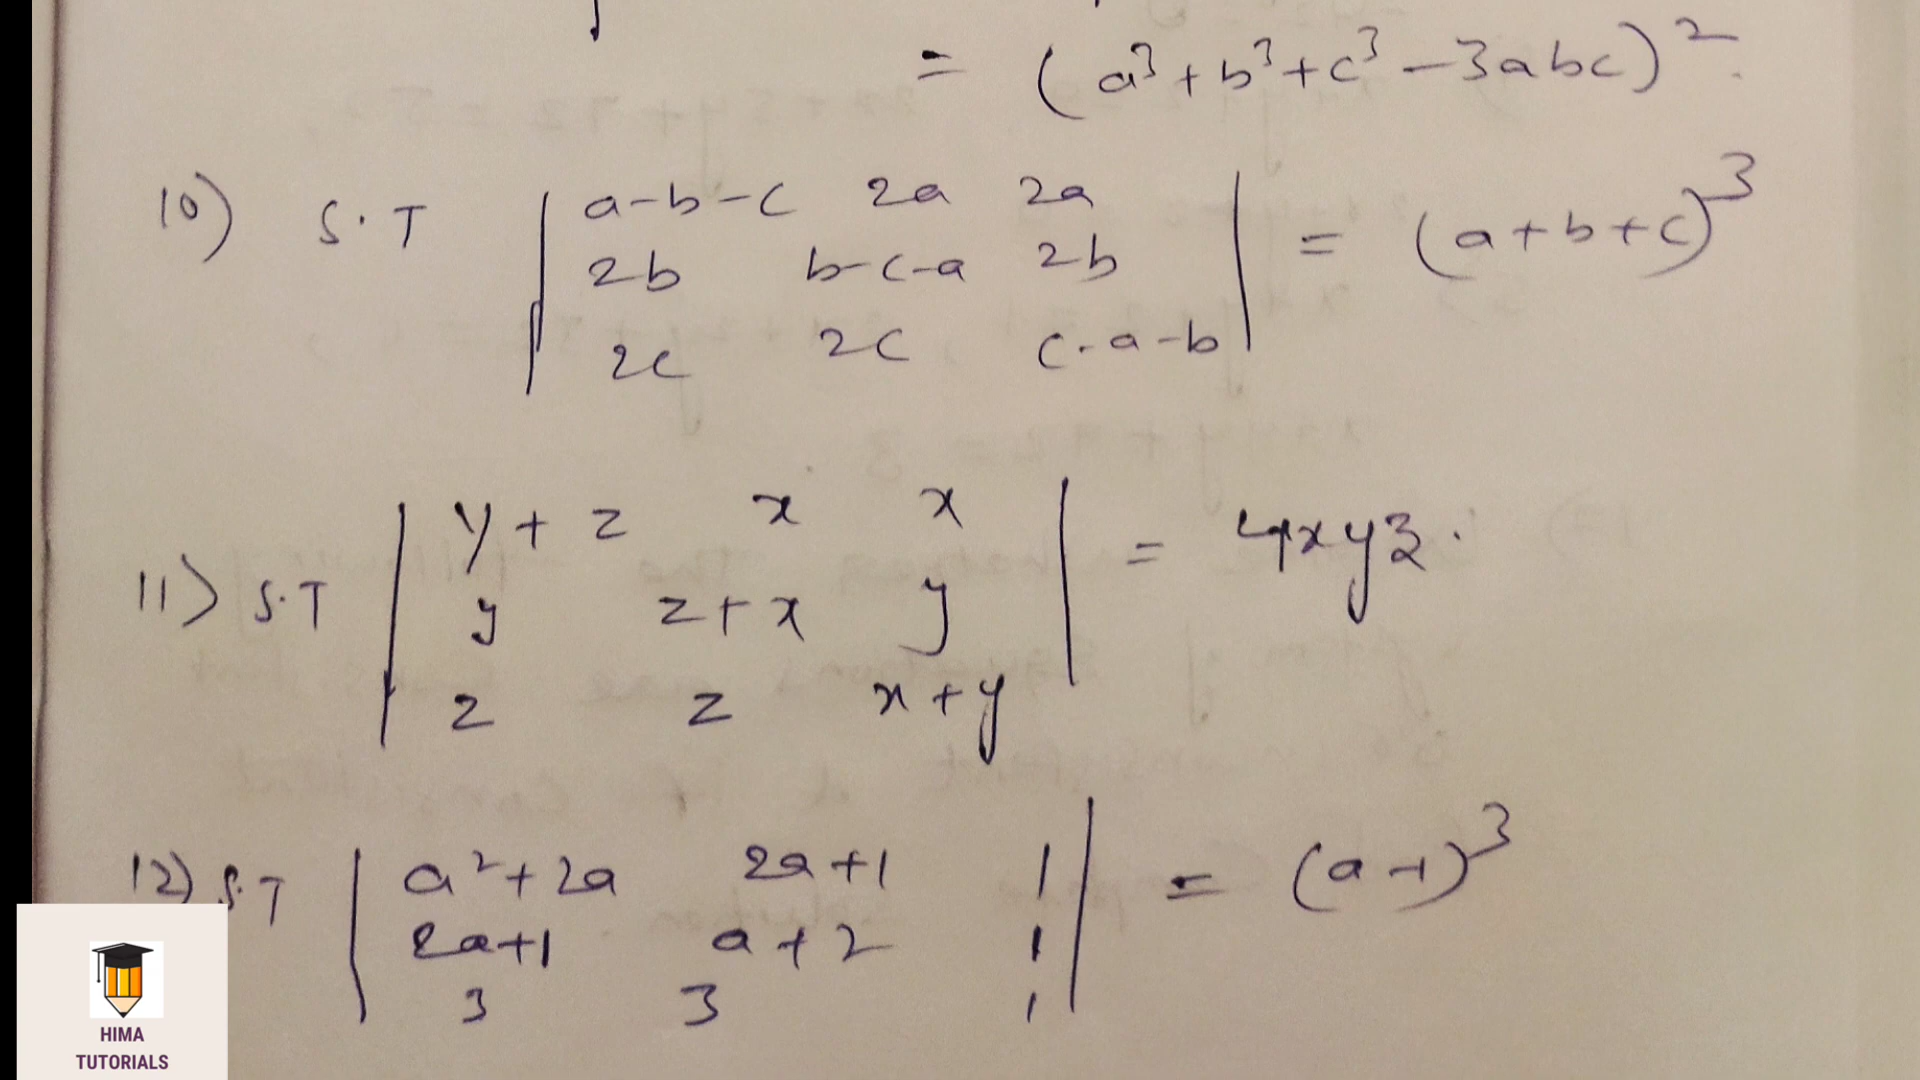 = (a³+b³+c³-3abc)².
10) S.T | a-b-c 2a 2a |
| 2b b-c-a 2b | = (a+b+c)³
| 2c 2c c-a-b |
| y+z x x | = 4xyz.
11) S.T | y z+x y |
| z z x+y |
12) S.T | a²+2a 2a+1 1 | = (a-1)³
| 2a+1 a+2 1 |
| 3 3 1 |
HIMA
TUTORIALS